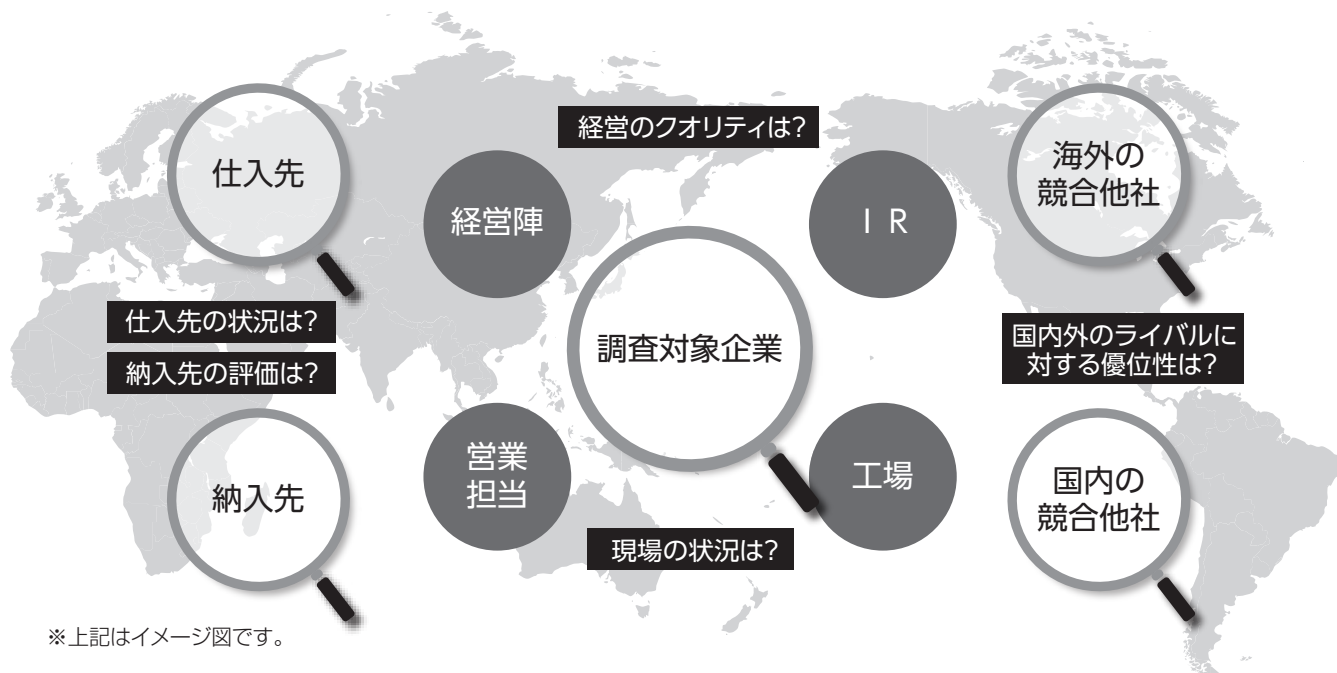 経営のクオリティは?
仕入先
経営陣
I R
海外の
競合他社
仕入先の状況は?
納入先の評価は?
調査対象企業
国内外のライバルに
対する優位性は?
納入先
営業
担当
工場
国内の
競合他社
現場の状況は?
※上記はイメージ図です。